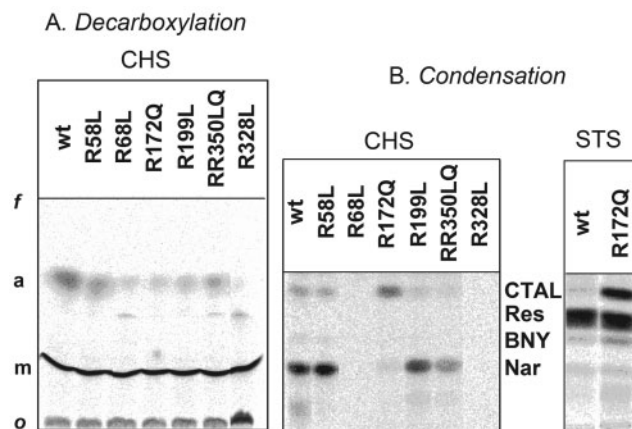 A. Decarboxylation
CHS
wt
R58L
R68L
R172Q
R199L
RR350LQ
R328L
f
a
m
o
B. Condensation
CHS
wt
R58L
R68L
R172Q
R199L
RR350LQ
R328L
CTAL
Res
BNY
Nar
STS
wt
R172Q